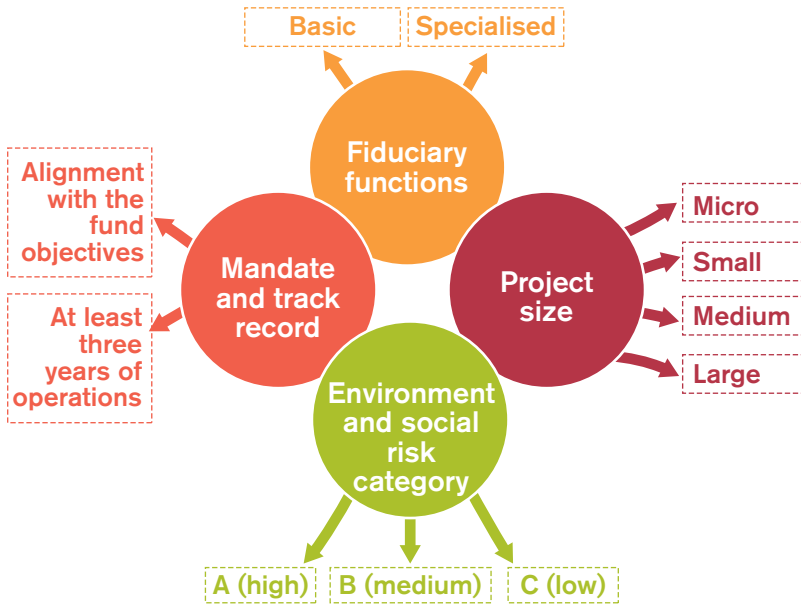 Basic
Specialised
Fiduciary
functions
Alignment
with the
fund
objectives
At least
three
years of
operations
Mandate
and track
record
Project
size
Micro
Small
Medium
Large
Environment
and social
risk
category
A (high)
B (medium)
C (low)